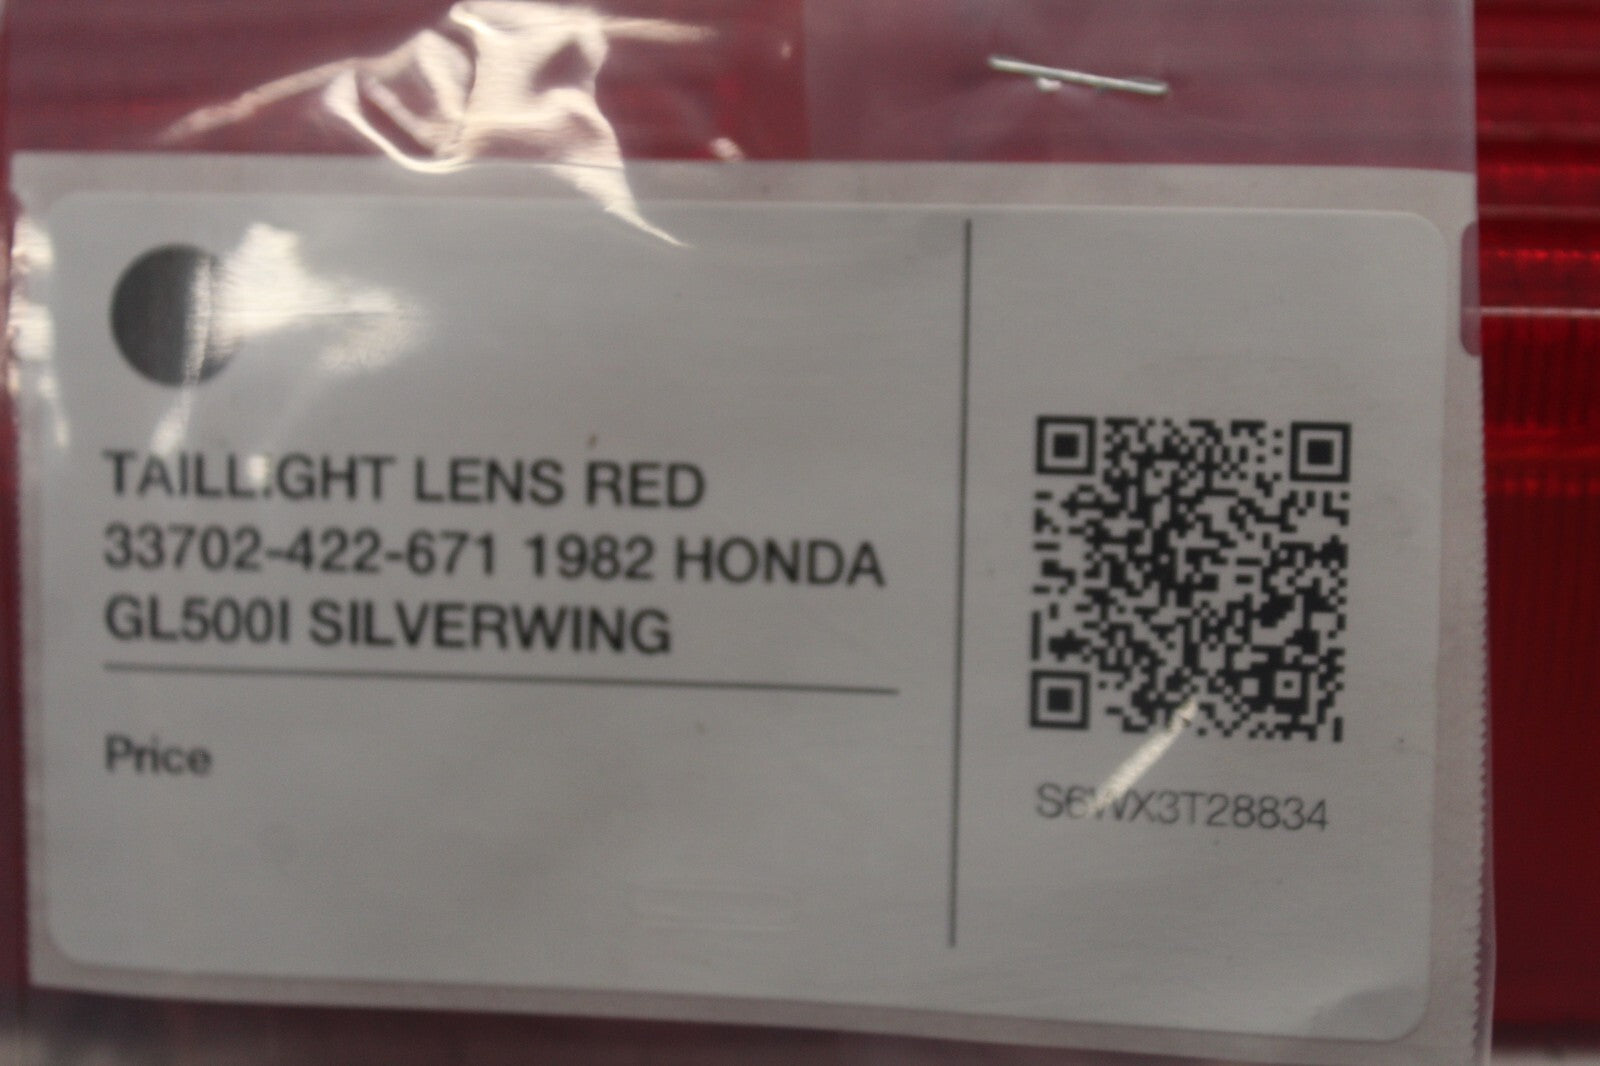 TAILLIGHT LENS RED
33702-422-671 1982 HONDA
GL500I SILVERWING
Price
S6WX3T28834